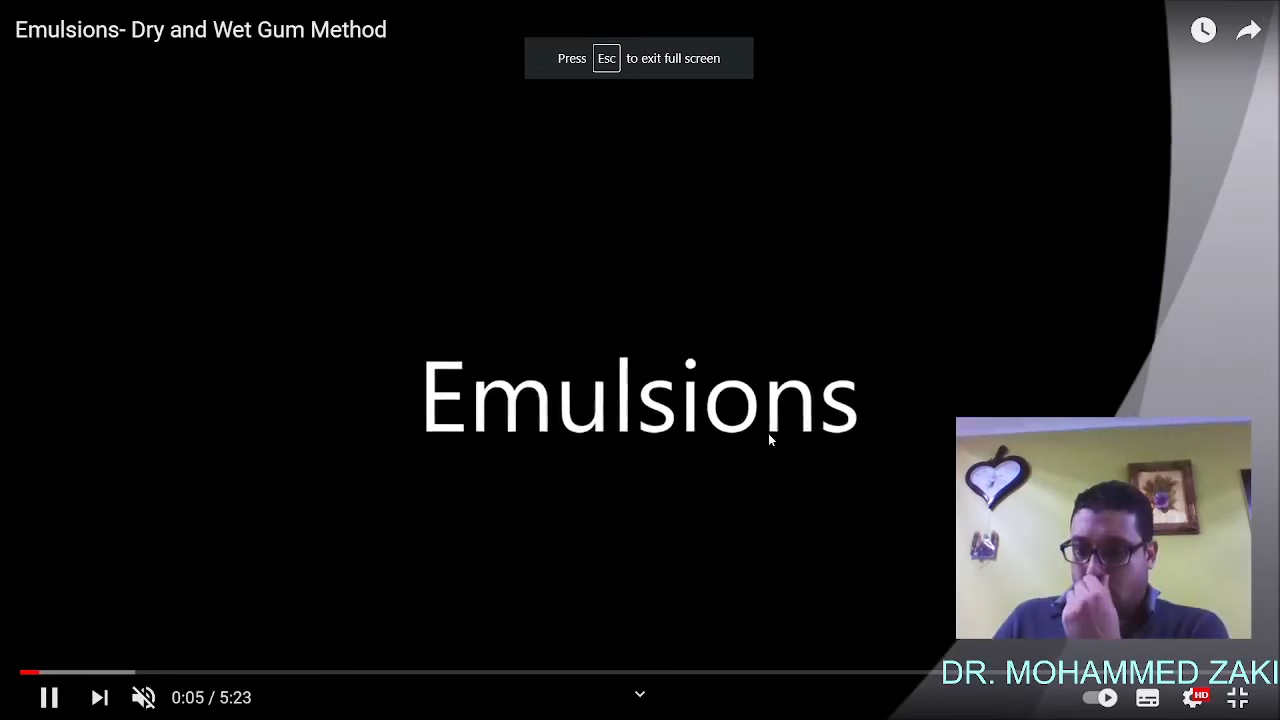 Emulsions- Dry and Wet Gum Method
Press Esc to exit full screen
Emulsions
DR. MOHAMMED ZAKI
0:05 / 5:23
HD